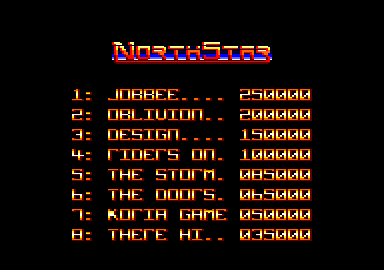 NORTHSTAR
1: JOBBEE.... 250000
2: OBLIVION.. 200000
3: DESIGN.... 150000
4: RIDERS ON. 100000
5: THE STORM. 085000
6: THE DOORS. 065000
7: KORIA GAME 050000
8: THERE HI.. 035000